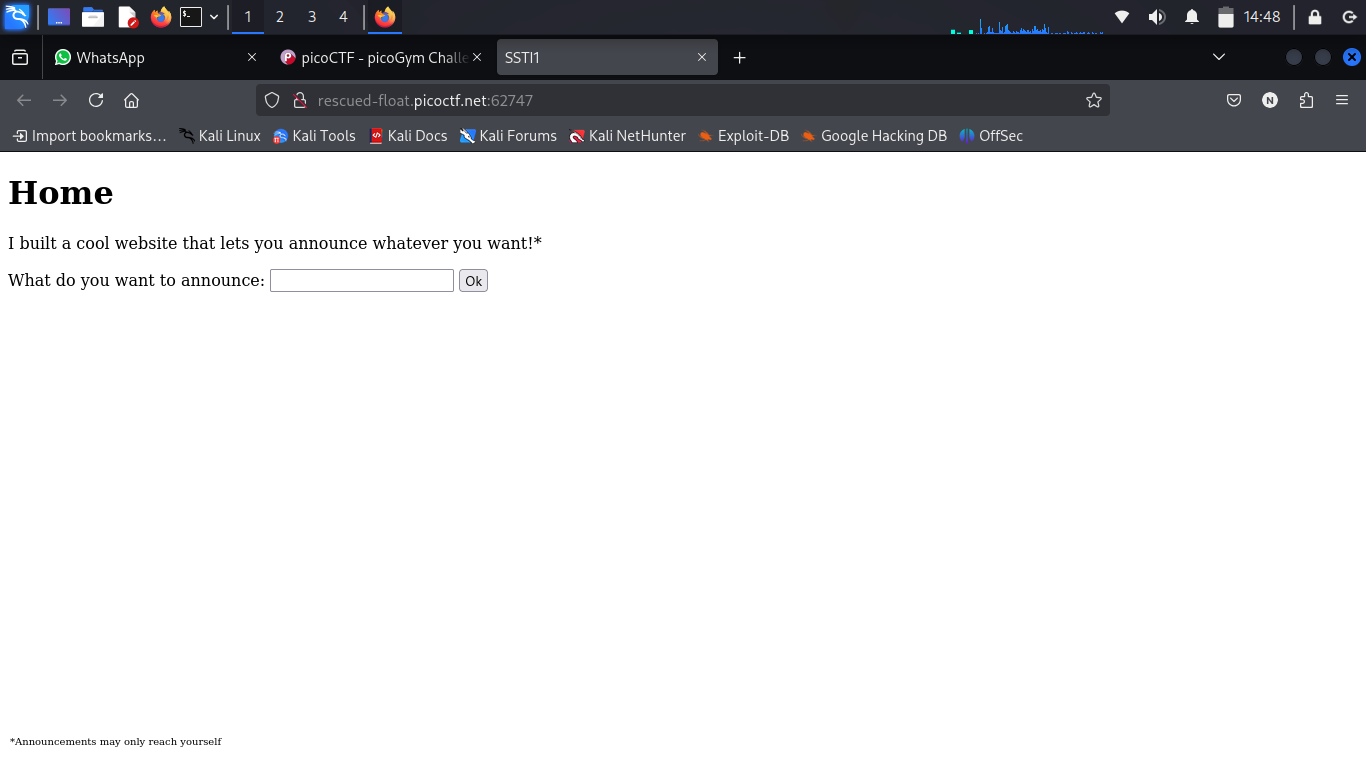 1 2 3 4 14:48
WhatsApp picoCTF - picoGym Challe SSTI1
rescued-float.picoctf.net:62747 N
Import bookmarks... Kali Linux Kali Tools Kali Docs Kali Forums Kali NetHunter Exploit-DB Google Hacking DB OffSec
Home
I built a cool website that lets you announce whatever you want!*
What do you want to announce: Ok
*Announcements may only reach yourself